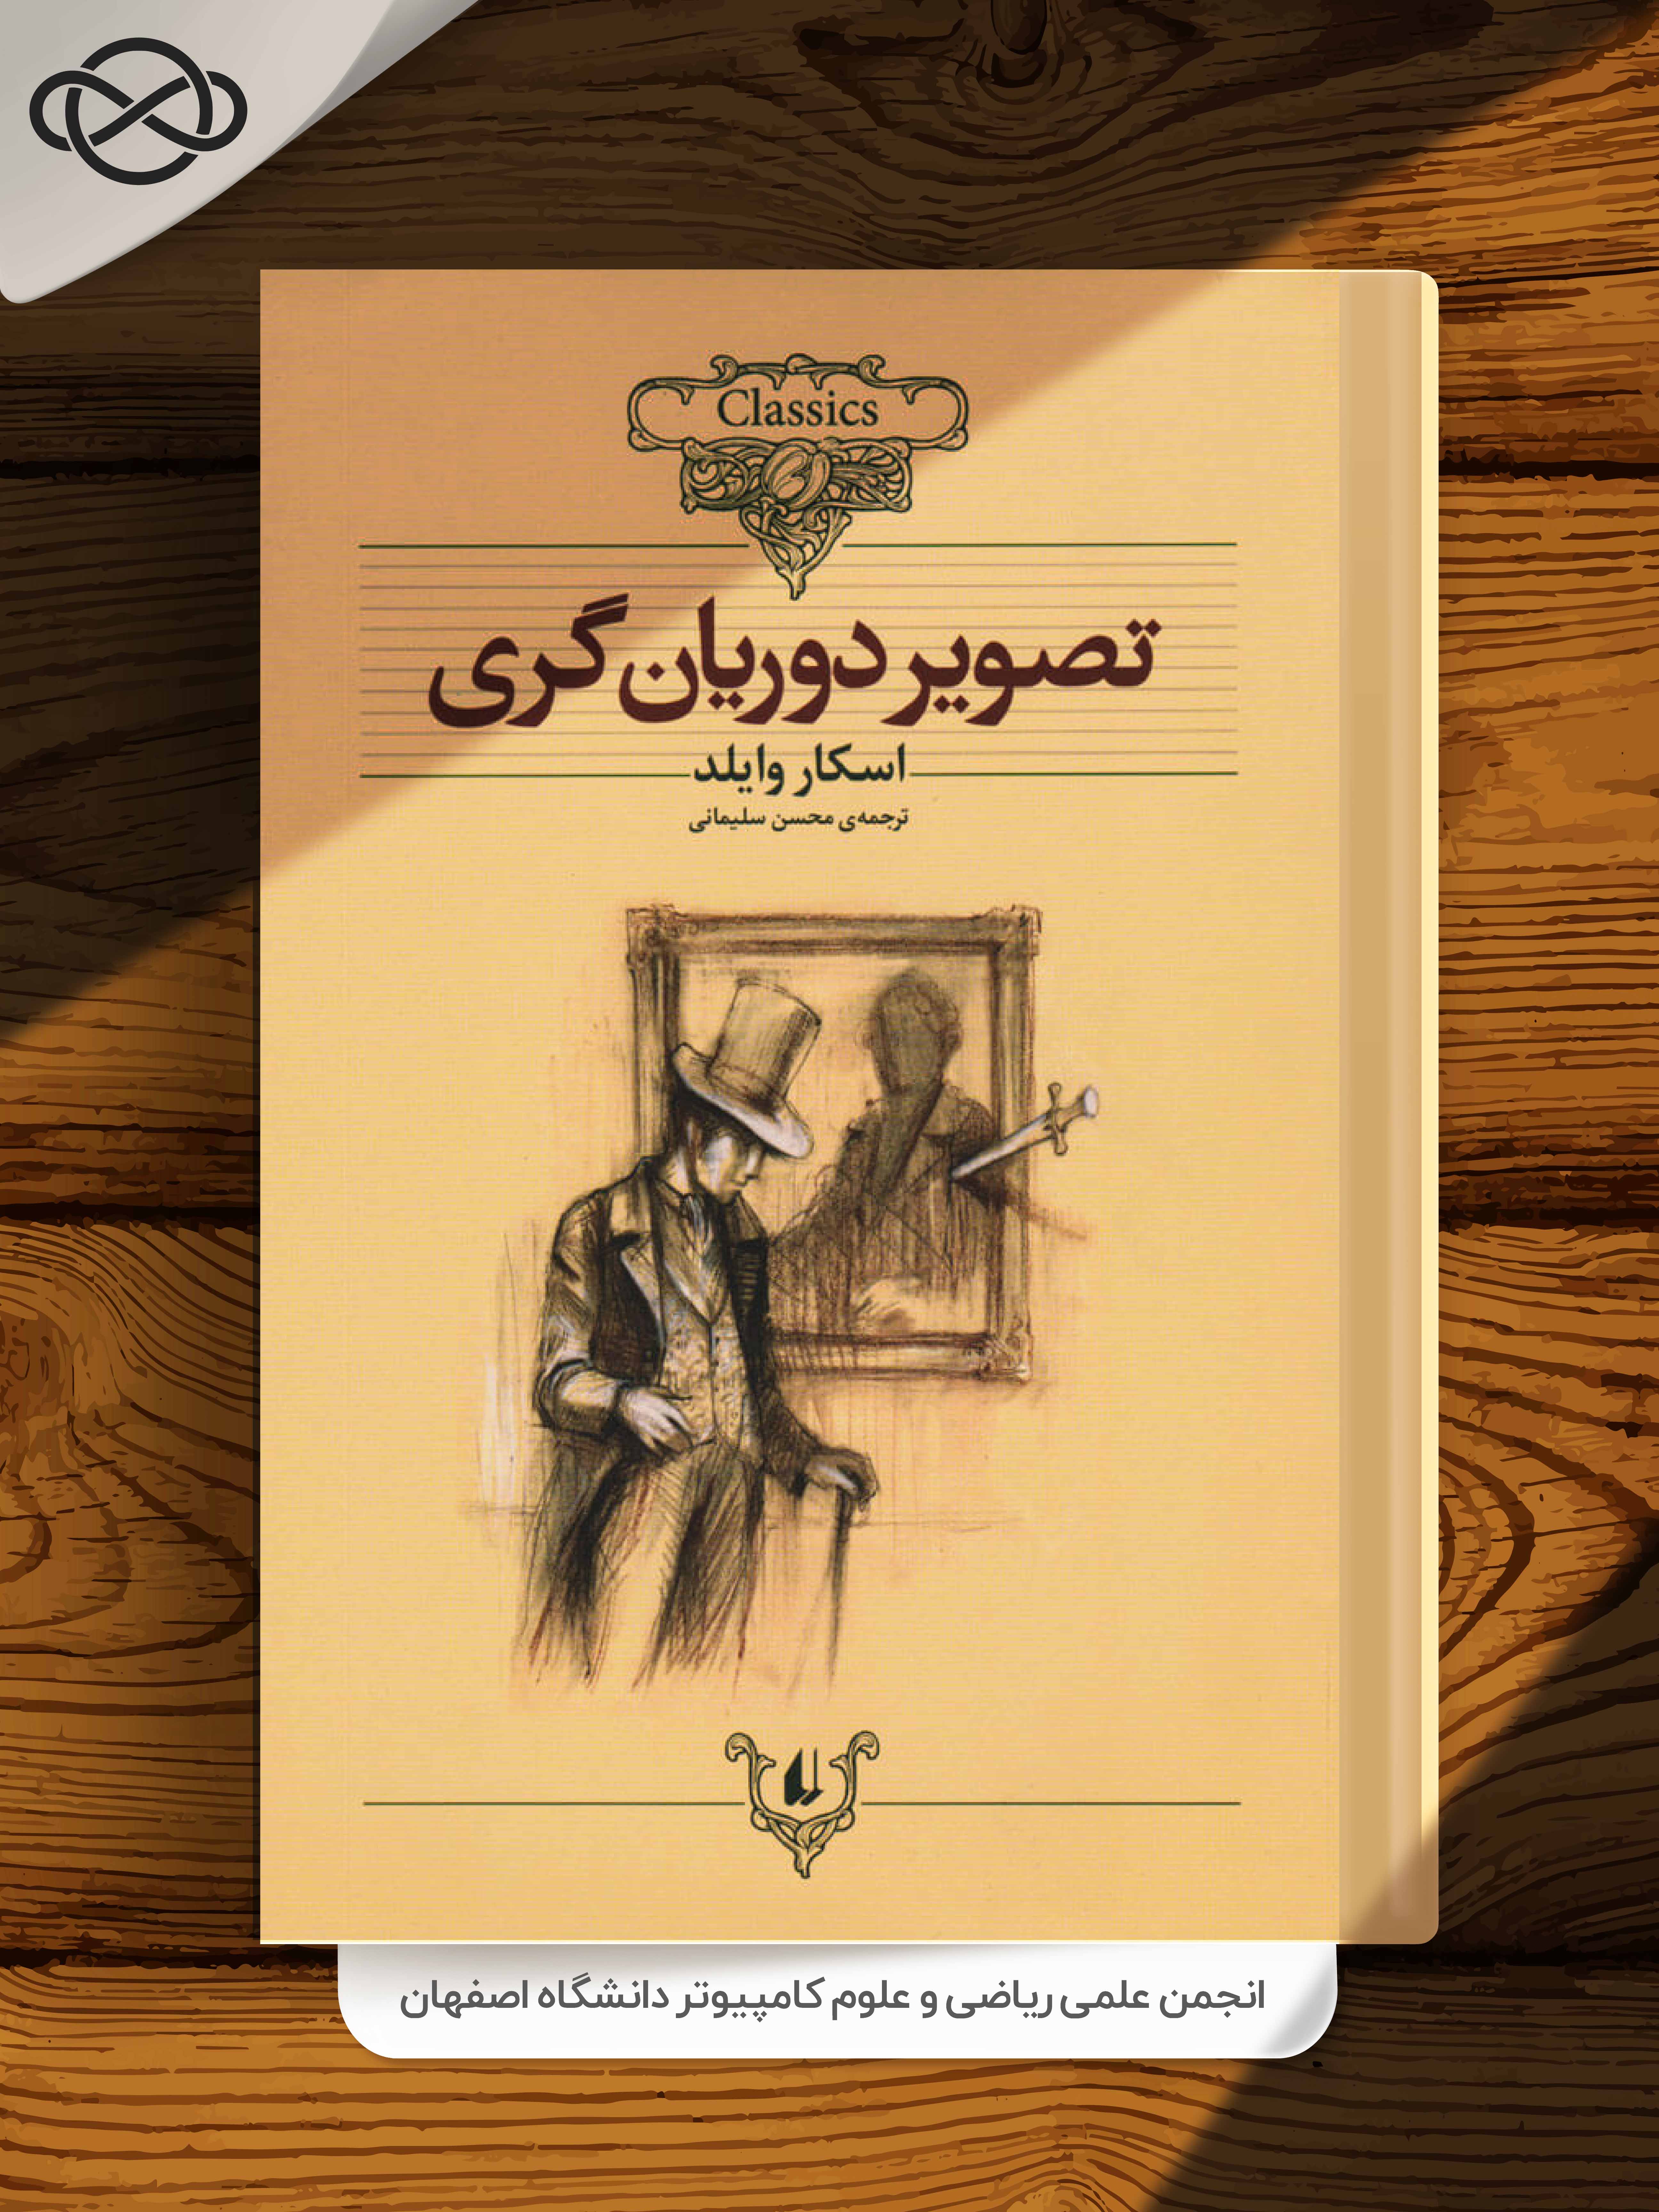 Classics
تصویر دوریان گری
اسکار وایلد
ترجمه‌ی محسن سلیمانی
انجمن علمی ریاضی و علوم کامپیوتر دانشگاه اصفهان